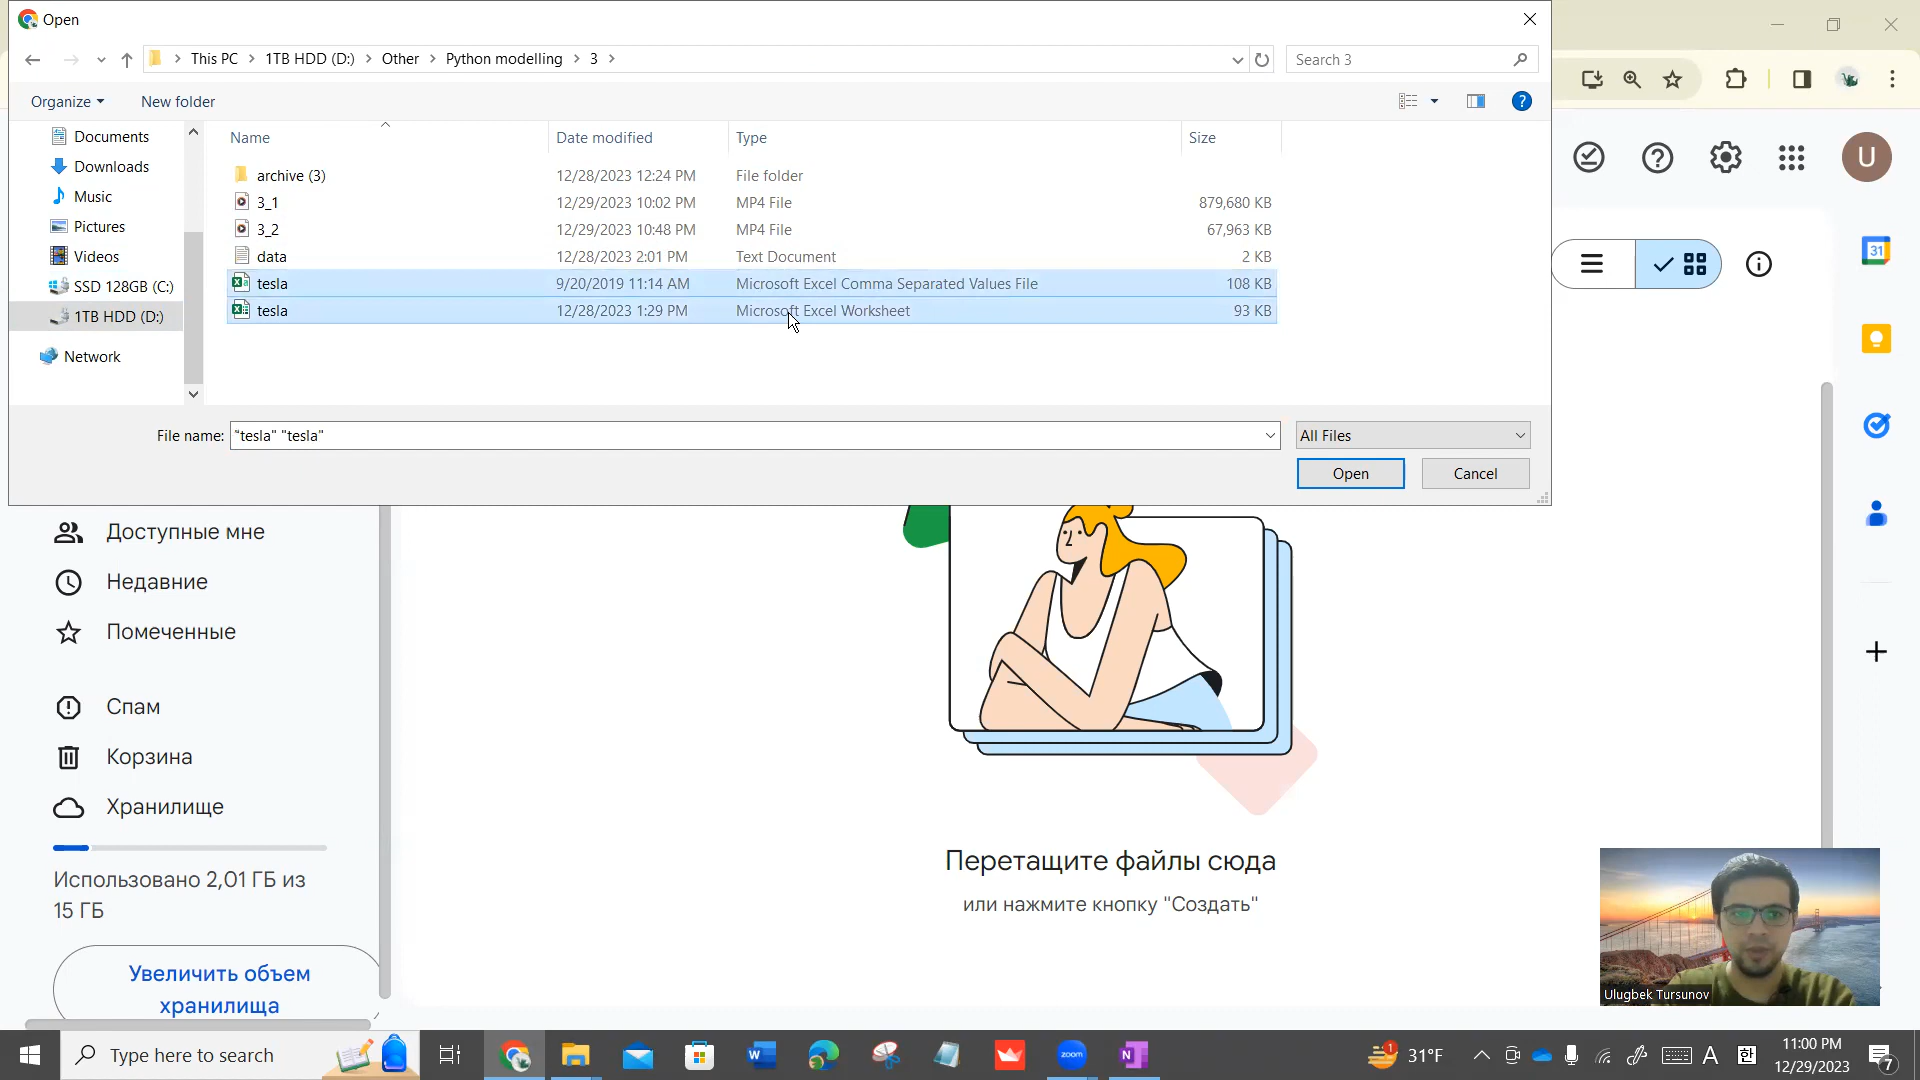 Open
This PC > 1TB HDD (D:) > Other > Python modelling > 3 >
Search 3
Organize
New folder
Documents
Downloads
Music
Pictures
Videos
SSD 128GB (C:)
1TB HDD (D:)
Network
Name Date modified Type Size
archive (3) 12/28/2023 12:24 PM File folder
3_1 12/29/2023 10:02 PM MP4 File 879,680 KB
3_2 12/29/2023 10:48 PM MP4 File 67,963 KB
data 12/28/2023 2:01 PM Text Document 2 KB
tesla 9/20/2019 11:14 AM Microsoft Excel Comma Separated Values File 108 KB
tesla 12/28/2023 1:29 PM Microsoft Excel Worksheet 93 KB
File name: "tesla" "tesla"
All Files
Open
Cancel
U
31
Доступные мне
Недавние
Помеченные
Спам
Корзина
Хранилище
Использовано 2,01 ГБ из
15 ГБ
Увеличить объем
хранилища
Перетащите файлы сюда
или нажмите кнопку "Создать"
Ulugbek Tursunov
Type here to search
zoom
1
31°F
A
한
11:00 PM
12/29/2023
7